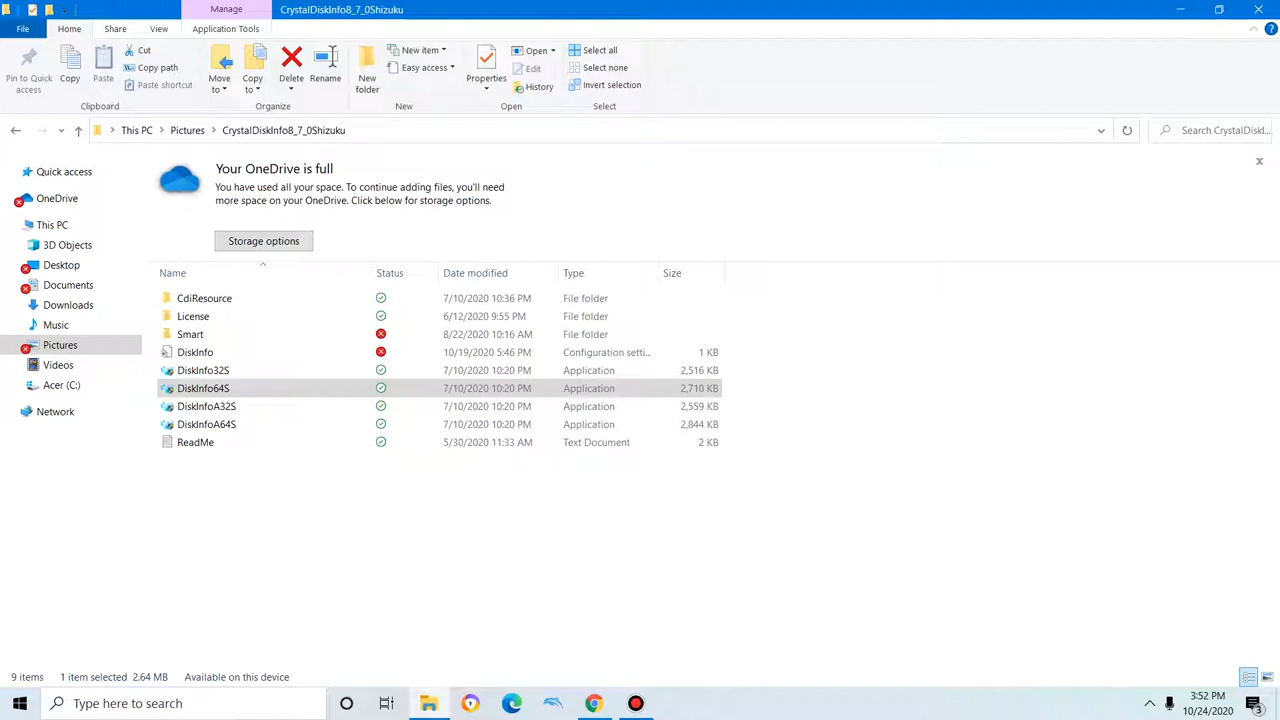 Manage
CrystalDiskInfo8_7_0Shizuku
File
Home
Share
View
Application Tools
Pin to Quick access
Copy
Paste
Cut
Copy path
Paste shortcut
Clipboard
Move to
Copy to
Delete
Rename
Organize
New folder
New item
Easy access
New
Properties
Open
Edit
History
Open
Select all
Select none
Invert selection
Select
This PC > Pictures > CrystalDiskInfo8_7_0Shizuku
Search CrystalDiskI...
Quick access
OneDrive
This PC
3D Objects
Desktop
Documents
Downloads
Music
Pictures
Videos
Acer (C:)
Network
Your OneDrive is full
You have used all your space. To continue adding files, you'll need
more space on your OneDrive. Click below for storage options.
Storage options
Name Status Date modified Type Size
CdiResource 7/10/2020 10:36 PM File folder
License 6/12/2020 9:55 PM File folder
Smart 8/22/2020 10:16 AM File folder
DiskInfo 10/19/2020 5:46 PM Configuration setti... 1 KB
DiskInfo32S 7/10/2020 10:20 PM Application 2,516 KB
DiskInfo64S 7/10/2020 10:20 PM Application 2,710 KB
DiskInfoA32S 7/10/2020 10:20 PM Application 2,559 KB
DiskInfoA64S 7/10/2020 10:20 PM Application 2,844 KB
ReadMe 5/30/2020 11:33 AM Text Document 2 KB
9 items 1 item selected 2.64 MB Available on this device
Type here to search
3:52 PM
10/24/2020
3